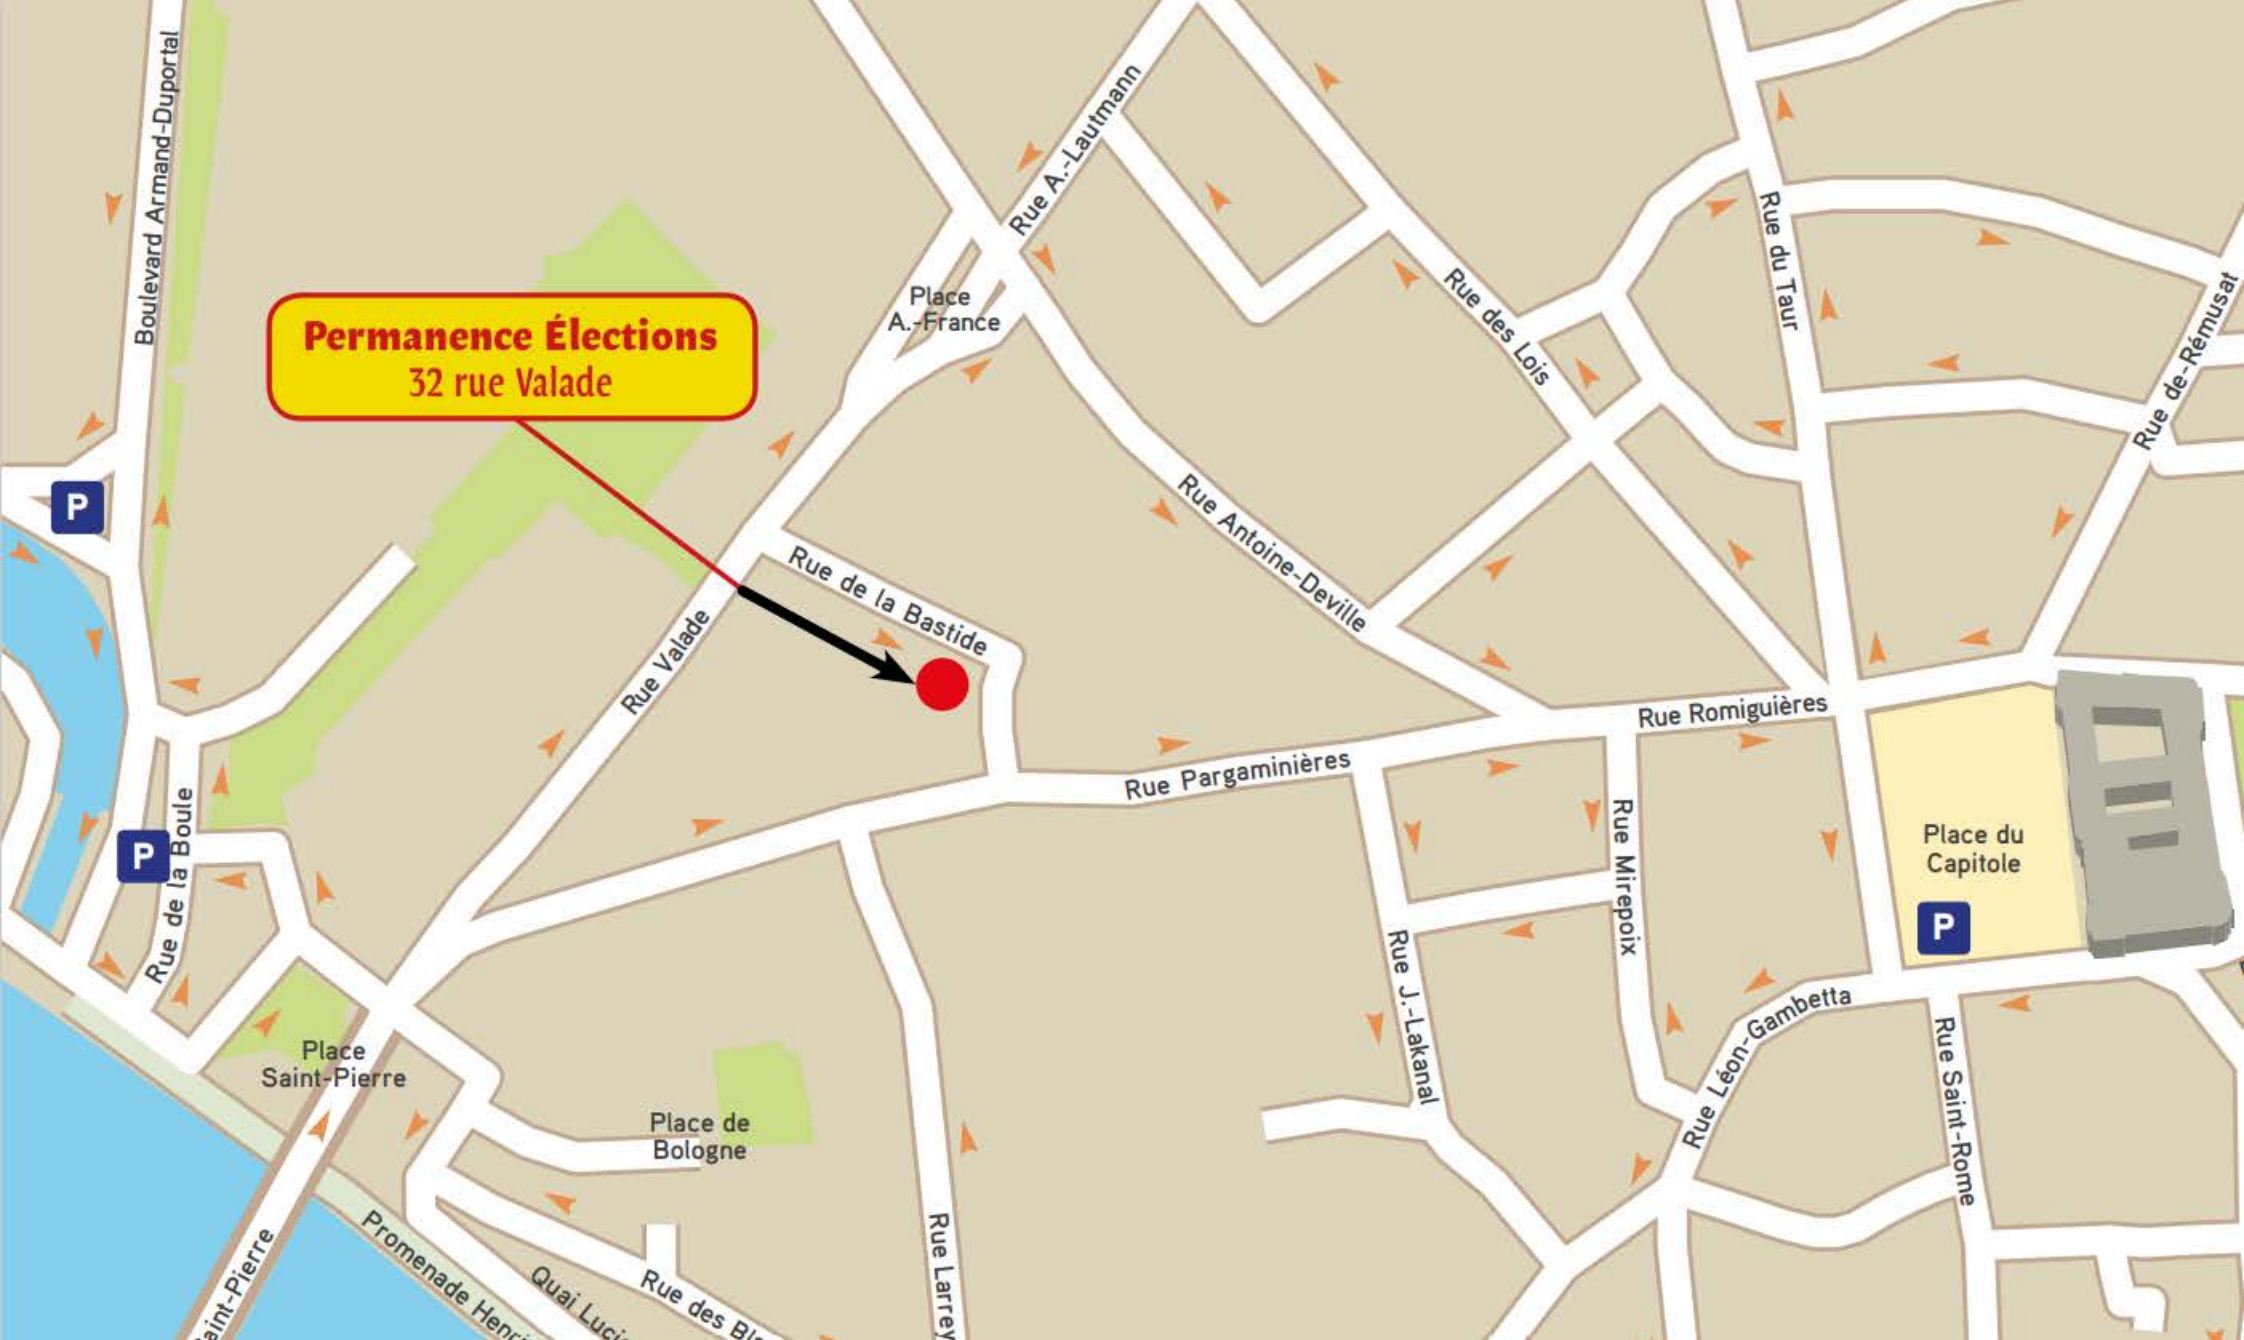 Boulevard Armand-Duportal
Rue A.-Lautmann
Rue du Taur
Rue des Lois
Rue de-Rémusat
Place
A.-France
Permanence Élections
32 rue Valade
P
Rue de la Bastide
Rue Antoine-Deville
Rue Valade
Rue Romiguières
Rue Pargaminières
Rue de la Boule
P
Rue Mirepoix
Place du
Capitole
P
Rue J.-Lakanal
Rue Léon-Gambetta
Rue Saint-Rome
Place
Saint-Pierre
Place de
Bologne
Rue Larrey
Promenade Henri
Quai Luci
Rue des Bl
aint-Pierre